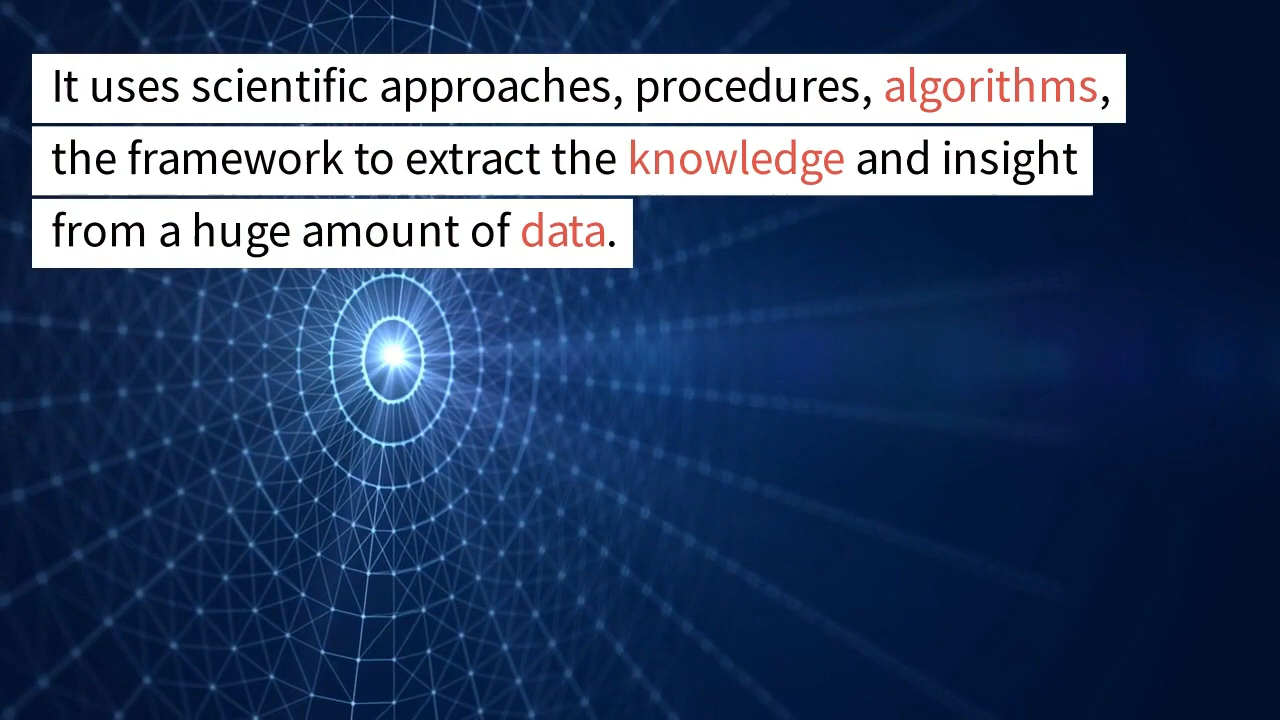 It uses scientific approaches, procedures, algorithms,
the framework to extract the knowledge and insight
from a huge amount of data.